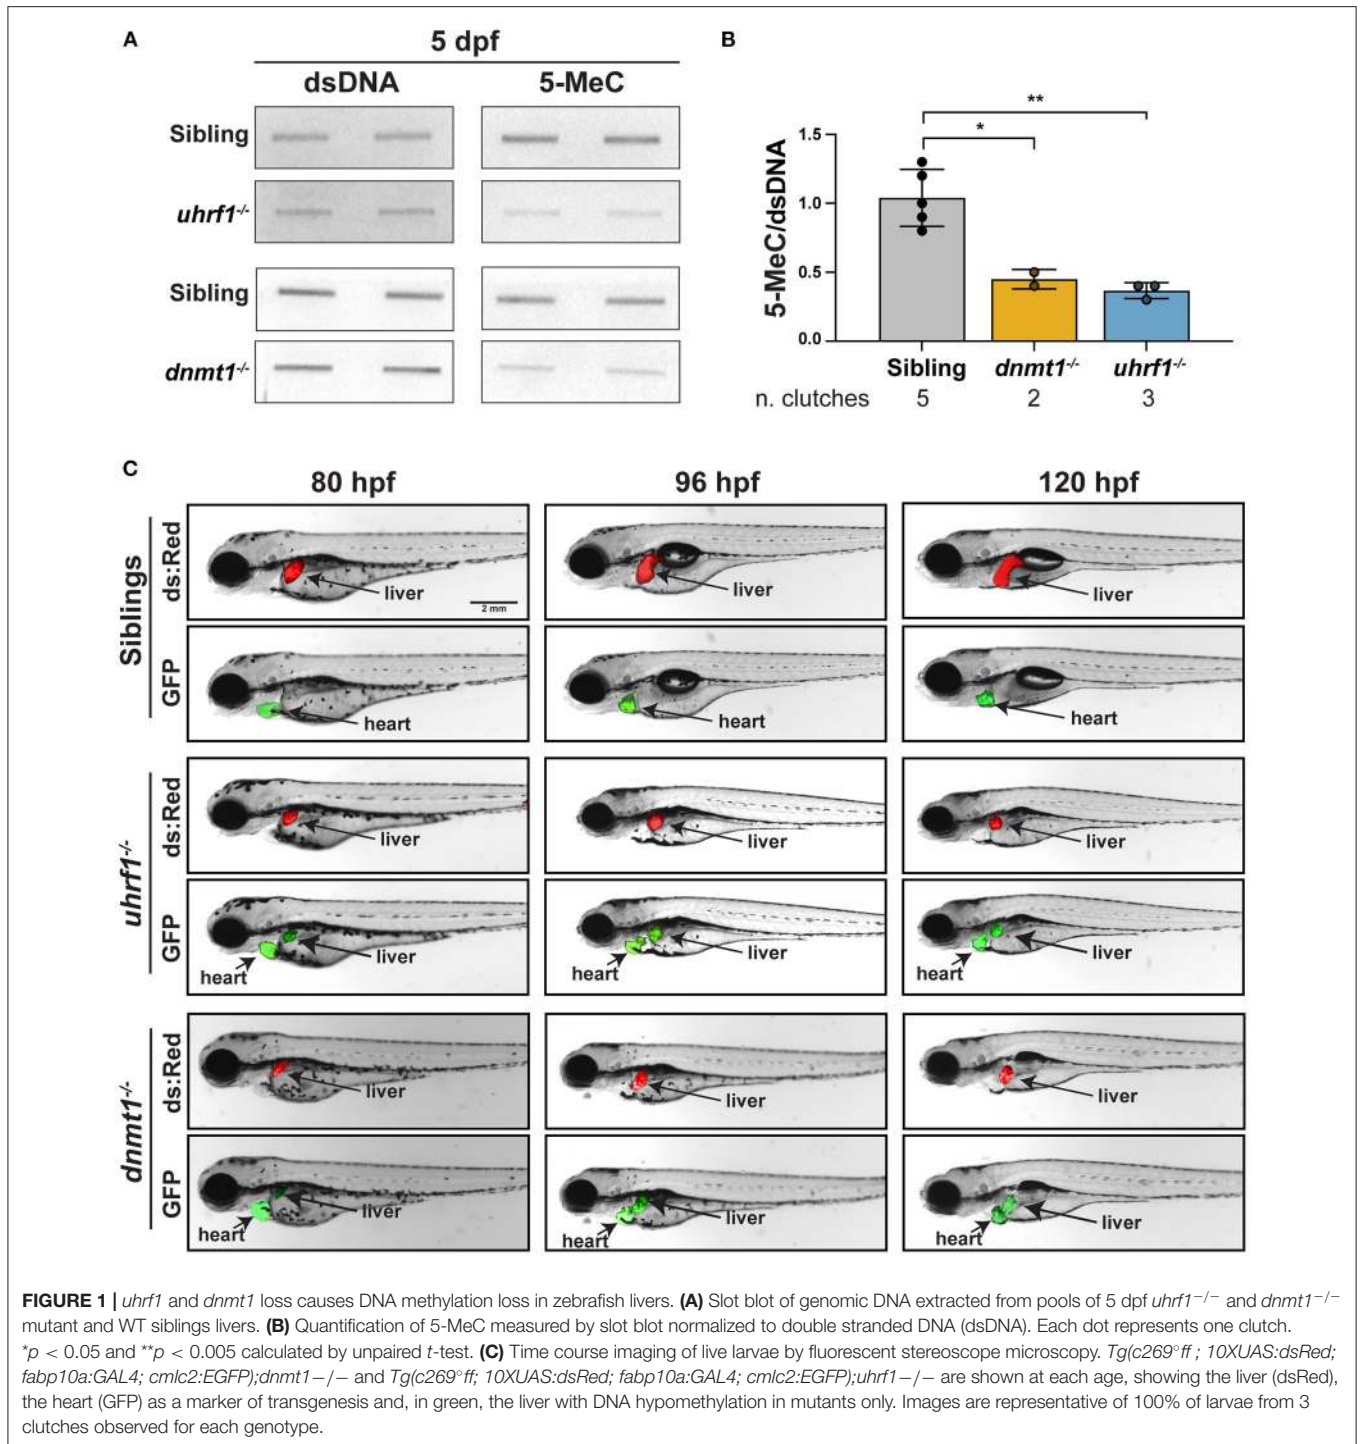 A
5 dpf
dsDNA 5-MeC
Sibling
uhrf1-/-
Sibling
dnmt1-/-
B
**
*
5-MeC/dsDNA
1.5
1.0
0.5
0.0
Sibling dnmt1-/- uhrf1-/-
n. clutches 5 2 3
C
80 hpf 96 hpf 120 hpf
Siblings
ds:Red
liver
2 mm
liver
liver
GFP
heart
heart
heart
uhrf1-/-
ds:Red
liver
liver
liver
GFP
liver
heart
liver
heart
liver
heart
dnmt1-/-
ds:Red
liver
liver
liver
GFP
liver
heart
liver
heart
liver
heart
FIGURE 1 | uhrf1 and dnmt1 loss causes DNA methylation loss in zebrafish livers. (A) Slot blot of genomic DNA extracted from pools of 5 dpf uhrf1−/− and dnmt1−/−
mutant and WT siblings livers. (B) Quantification of 5-MeC measured by slot blot normalized to double stranded DNA (dsDNA). Each dot represents one clutch.
*p < 0.05 and **p < 0.005 calculated by unpaired t-test. (C) Time course imaging of live larvae by fluorescent stereoscope microscopy. Tg(c269°ff ; 10XUAS:dsRed;
fabp10a:GAL4; cmlc2:EGFP);dnmt1−/− and Tg(c269°ff; 10XUAS:dsRed; fabp10a:GAL4; cmlc2:EGFP);uhrf1−/− are shown at each age, showing the liver (dsRed),
the heart (GFP) as a marker of transgenesis and, in green, the liver with DNA hypomethylation in mutants only. Images are representative of 100% of larvae from 3
clutches observed for each genotype.